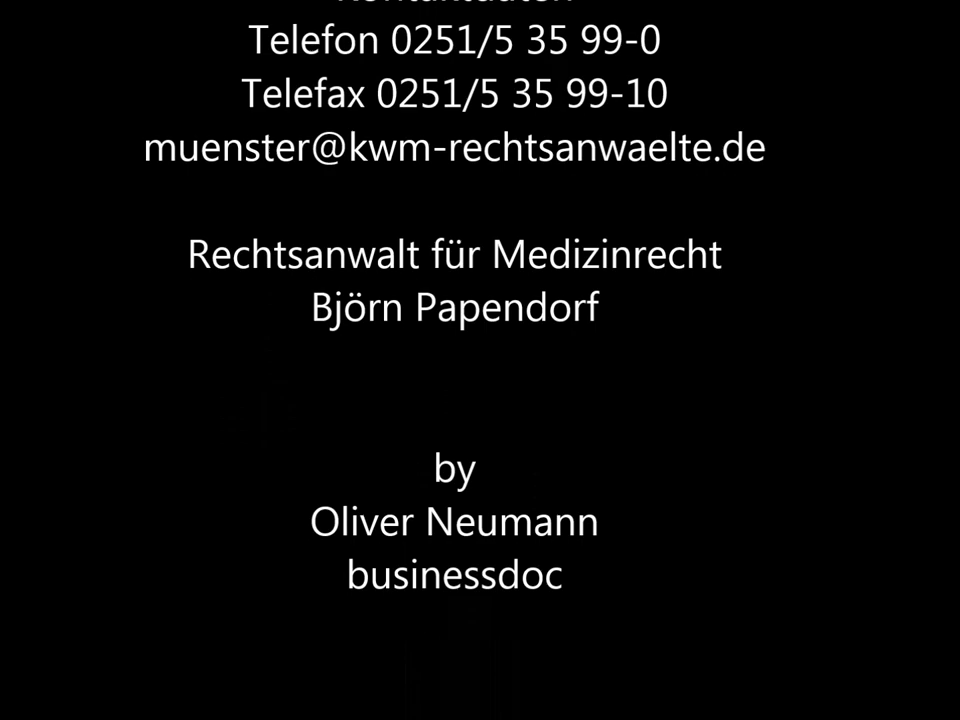 Telefon 0251/5 35 99-0
Telefax 0251/5 35 99-10
muenster@kwm-rechtsanwaelte.de
Rechtsanwalt für Medizinrecht
Björn Papendorf
by
Oliver Neumann
businessdoc